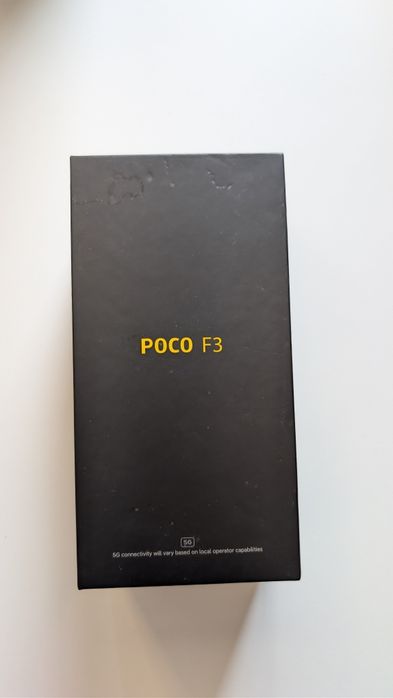 POCO F3
5G
5G connectivity will vary based on local operator capabilities